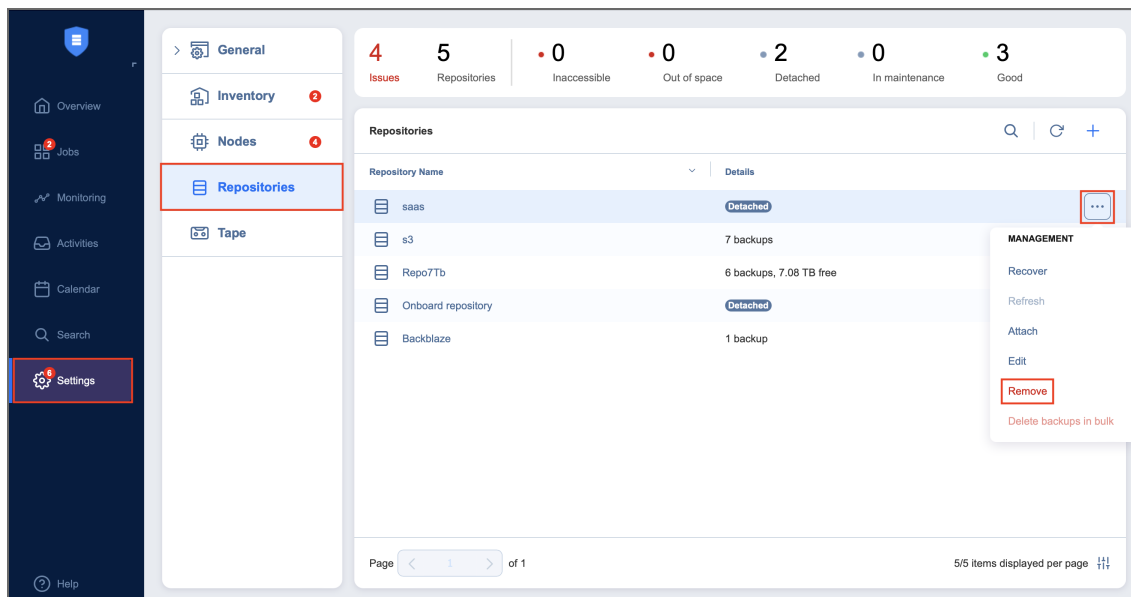 Overview
2
Jobs
Monitoring
Activities
Calendar
Search
6
Settings
Help
General
Inventory 2
Nodes 4
Repositories
Tape
4 5 0 0 2 0 3
Issues Repositories Inaccessible Out of space Detached In maintenance Good
Repositories
Repository Name Details
saas Detached
s3 7 backups
Repo7Tb 6 backups, 7.08 TB free
Onboard repository Detached
Backblaze 1 backup
MANAGEMENT
Recover
Refresh
Attach
Edit
Remove
Delete backups in bulk
Page 1 of 1 5/5 items displayed per page